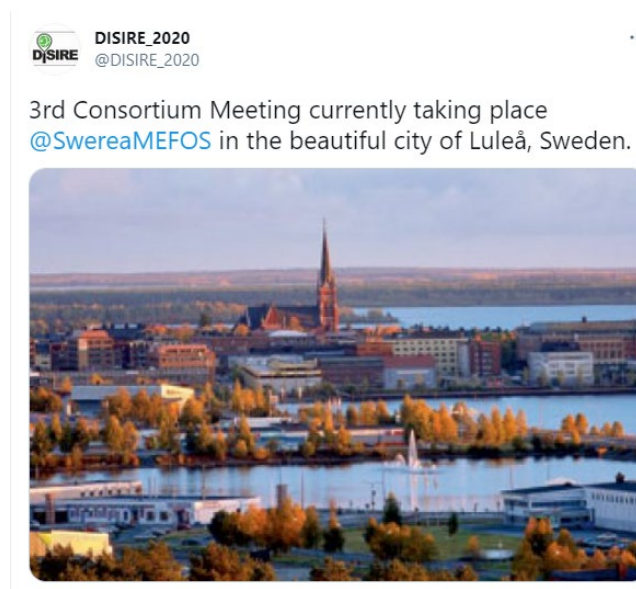 DISIRE
DISIRE_2020
@DISIRE_2020
3rd Consortium Meeting currently taking place
@SwereaMEFOS in the beautiful city of Luleå, Sweden.